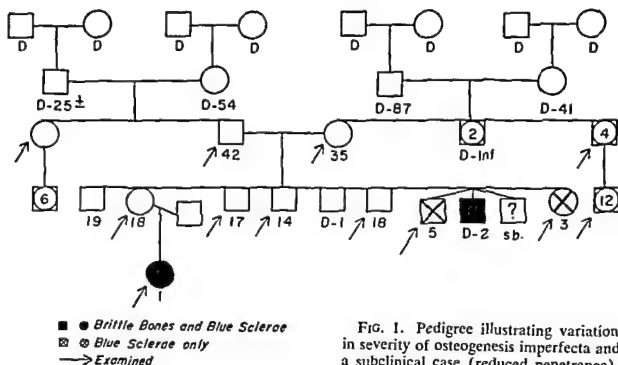 D D D D D D D D
D-25± D-54 D-87 D-41
42 35 2 D-Inf 4
6 19 18 17 14 D-1 18 5 D-2 ? sb. 3 12
1
Brittle Bones and Blue Sclerae
Blue Sclerae only
Examined
FIG. 1. Pedigree illustrating variation
in severity of osteogenesis imperfecta and
a subclinical case (reduced penetrance).